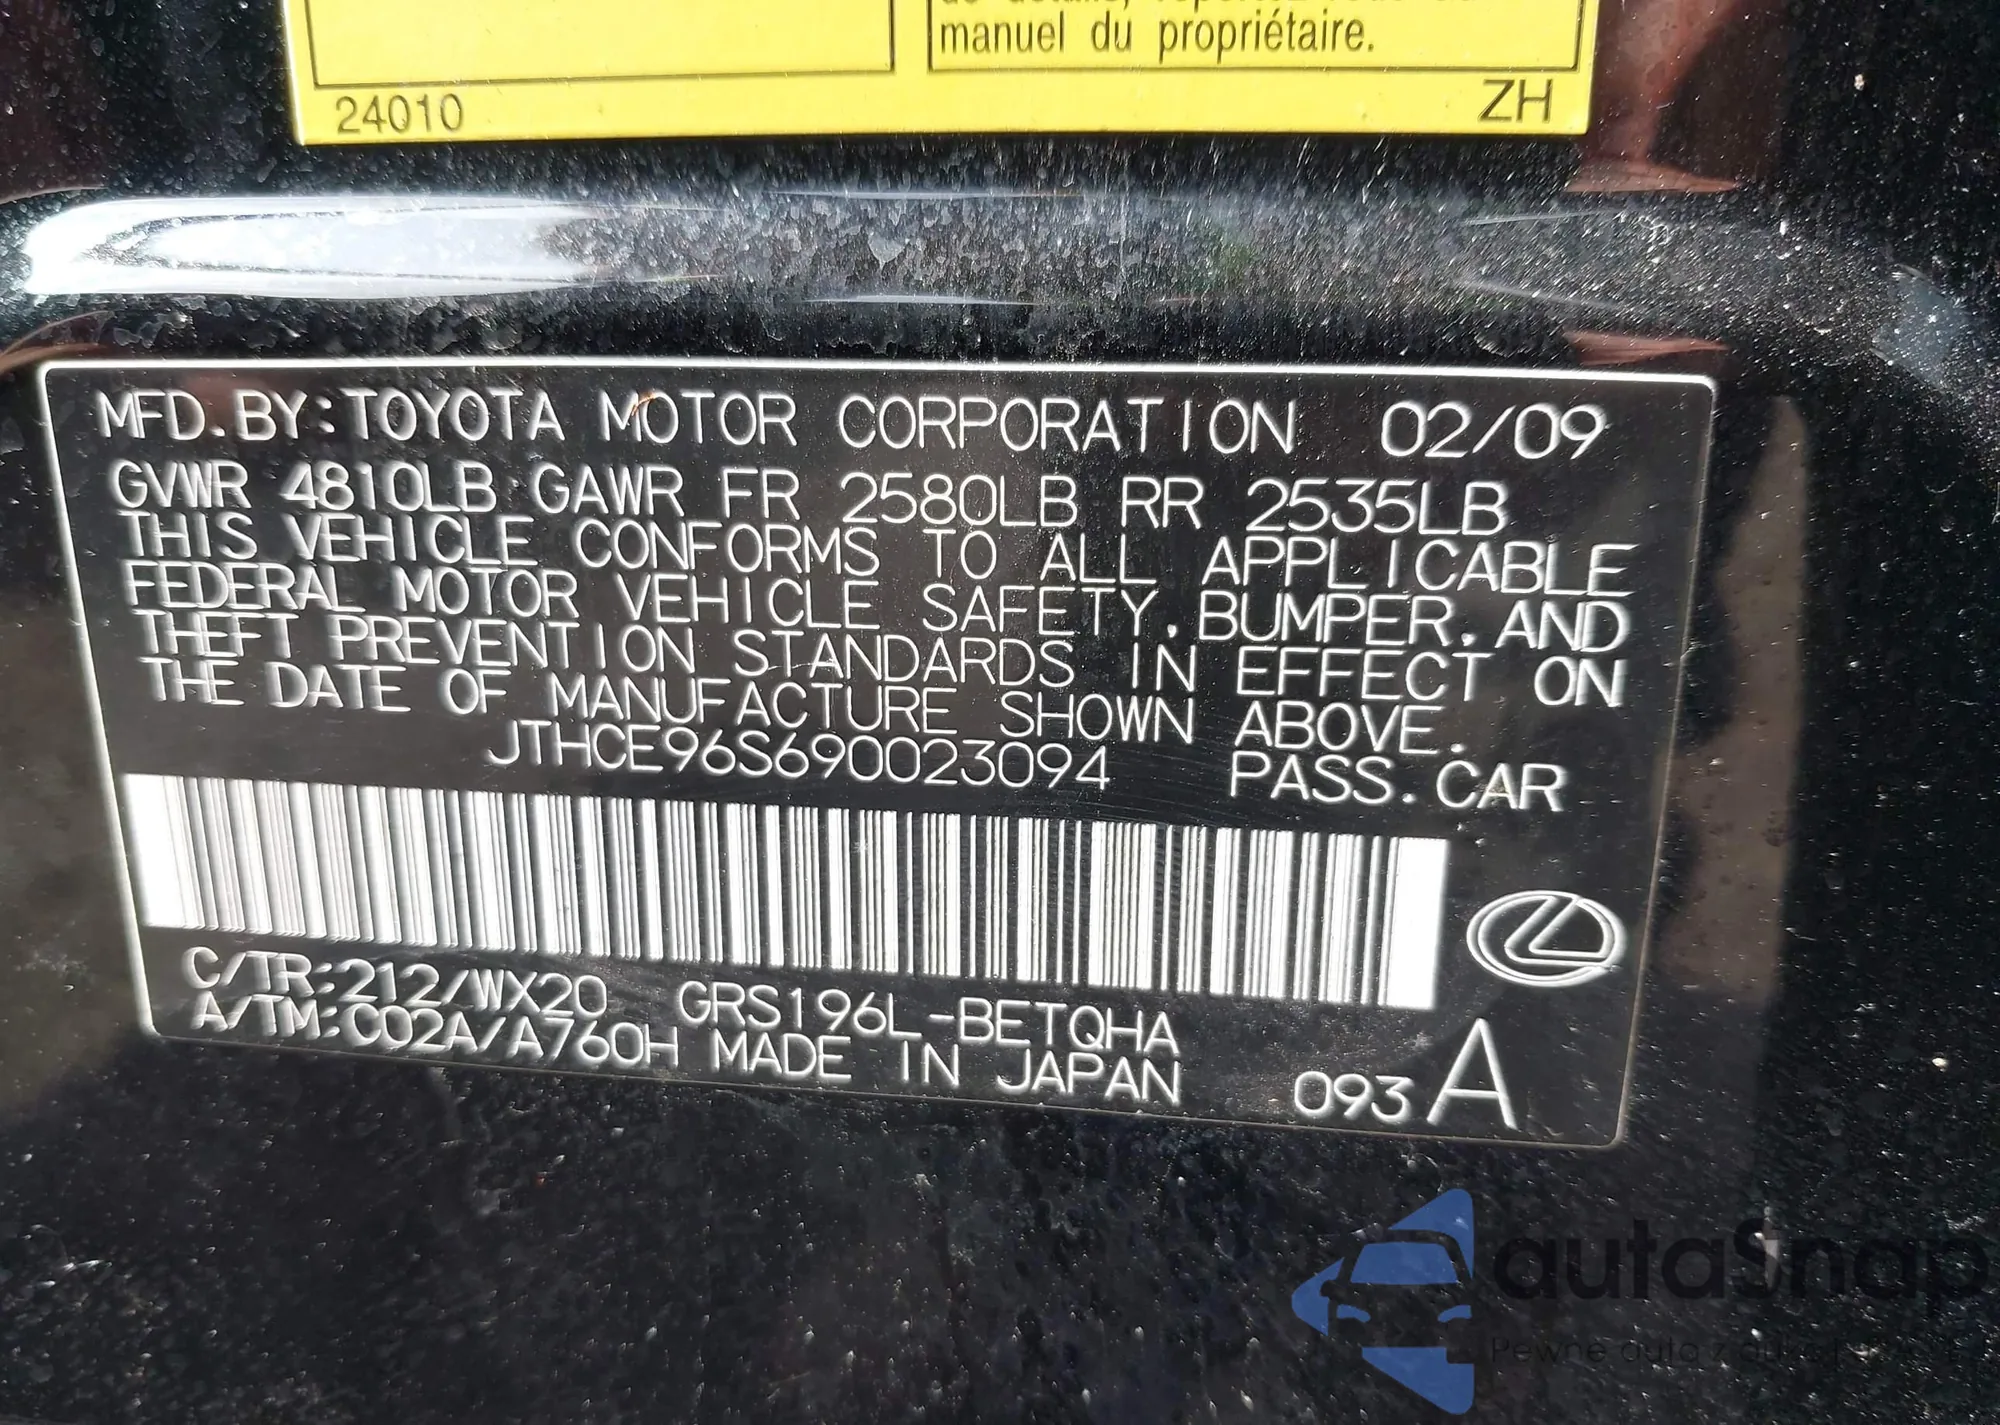 manuel du propriétaire.
24010
ZH
MFD. BY: TOYOTA MOTOR CORPORATION 02/09
GVWR 4810LB GAWR FR 2580LB RR 2535LB
THIS VEHICLE CONFORMS TO ALL APPLICABLE
FEDERAL MOTOR VEHICLE SAFETY, BUMPER, AND
THEFT PREVENTION STANDARDS IN EFFECT ON
THE DATE OF MANUFACTURE SHOWN ABOVE.
JTHCE96S690023094 PASS. CAR
C/TR:212/WX20 GRS196L-BETQHA
A/TM:C02A/A760H MADE IN JAPAN 093 A
autoSnap
Pewne auta z